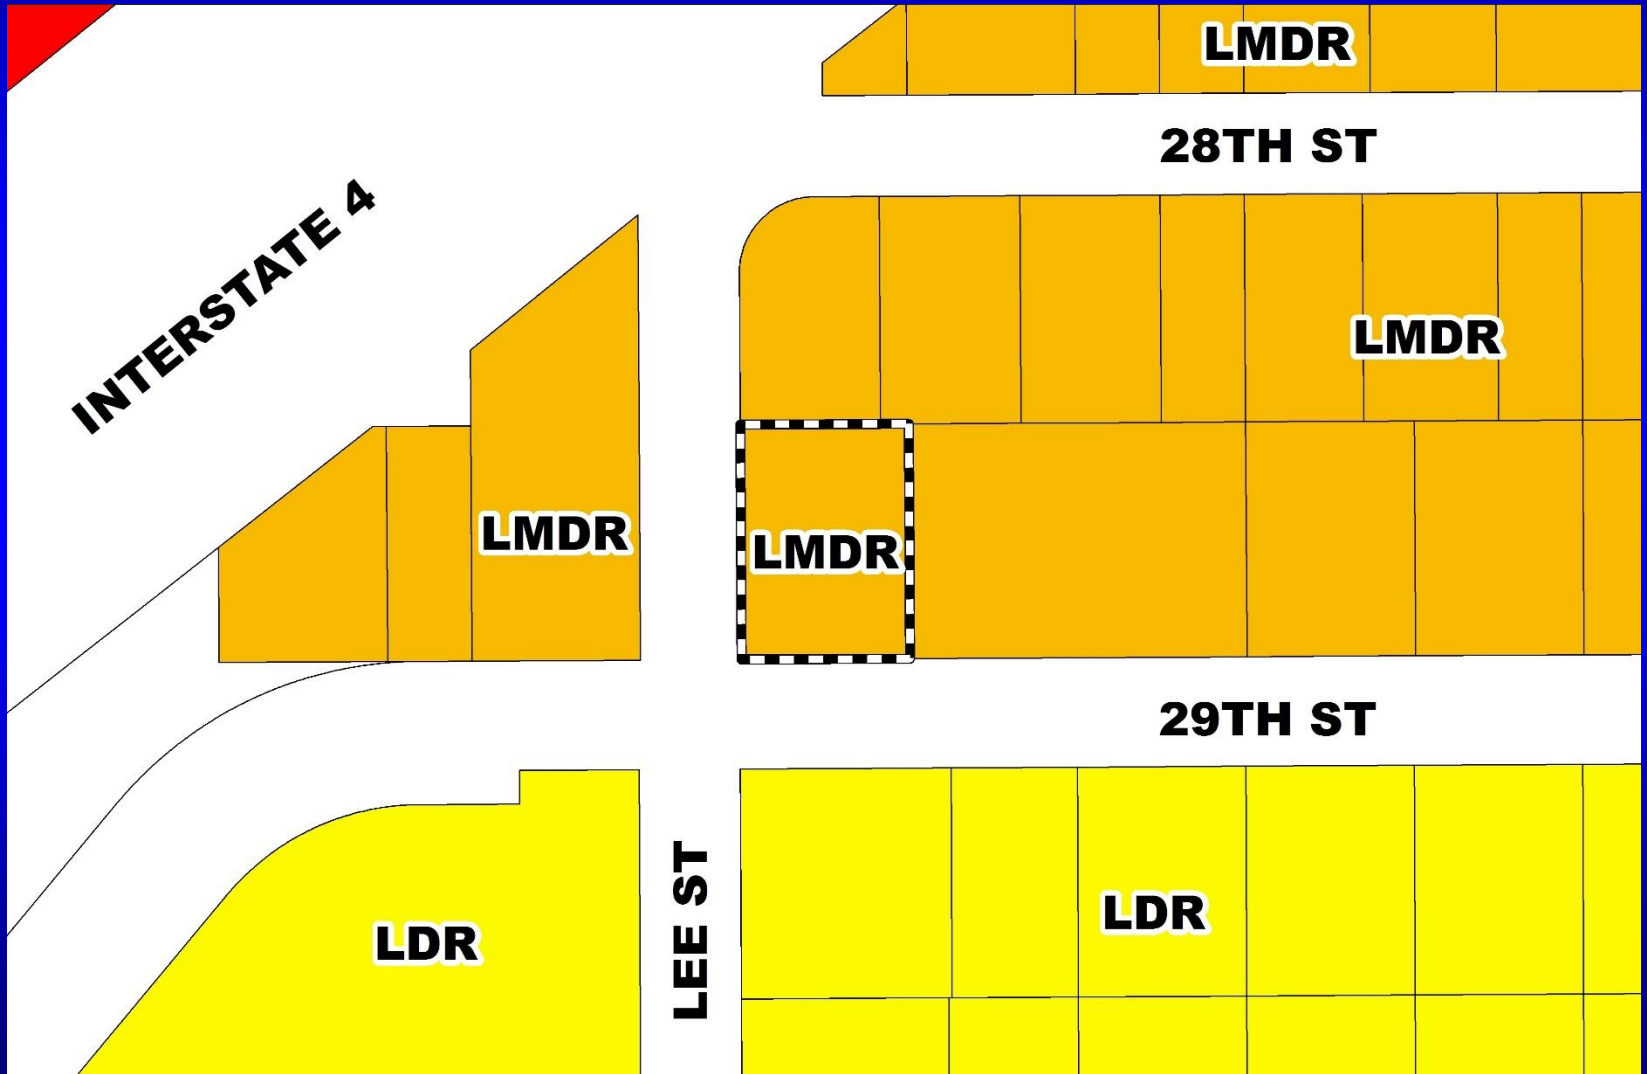 LMDR
28TH ST
INTERSTATE 4
LMDR
LMDR
LMDR
29TH ST
LEE ST
LDR
LDR